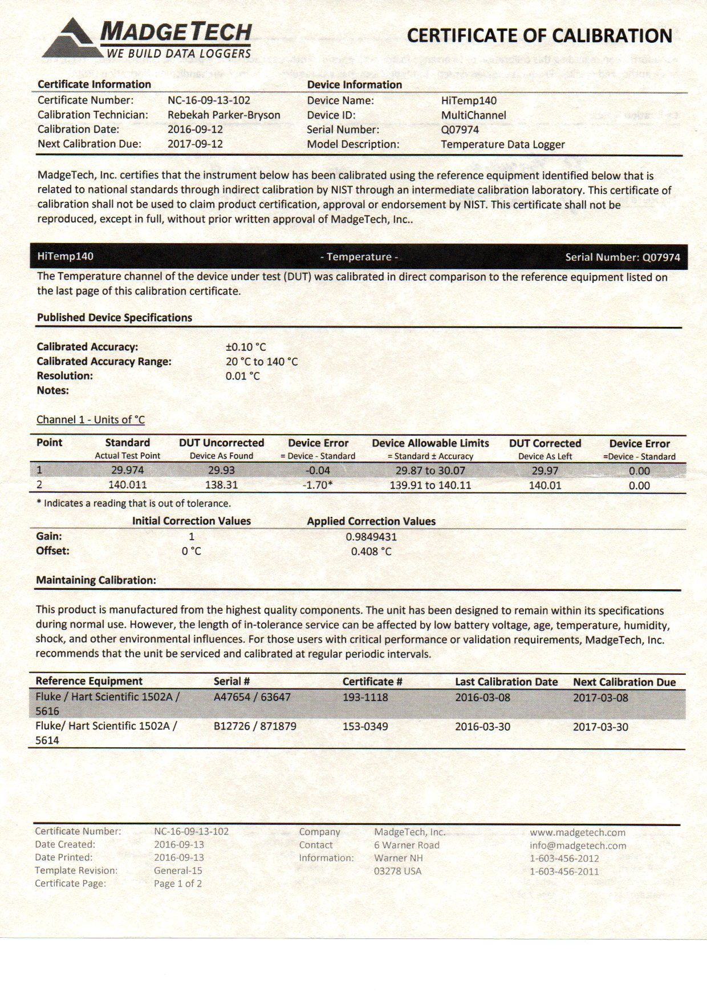 MADGETECH
WE BUILD DATA LOGGERS
CERTIFICATE OF CALIBRATION
Certificate Information Device Information
Certificate Number: NC-16-09-13-102 Device Name: HiTemp140
Calibration Technician: Rebekah Parker-Bryson Device ID: MultiChannel
Calibration Date: 2016-09-12 Serial Number: Q07974
Next Calibration Due: 2017-09-12 Model Description: Temperature Data Logger
MadgeTech, Inc. certifies that the instrument below has been calibrated using the reference equipment identified below that is
related to national standards through indirect calibration by NIST through an intermediate calibration laboratory. This certificate of
calibration shall not be used to claim product certification, approval or endorsement by NIST. This certificate shall not be
reproduced, except in full, without prior written approval of MadgeTech, Inc..
HiTemp140 - Temperature - Serial Number: Q07974
The Temperature channel of the device under test (DUT) was calibrated in direct comparison to the reference equipment listed on
the last page of this calibration certificate.
Published Device Specifications
Calibrated Accuracy: ±0.10 °C
Calibrated Accuracy Range: 20 °C to 140 °C
Resolution: 0.01 °C
Notes:
Channel 1 - Units of °C
Point Standard DUT Uncorrected Device Error Device Allowable Limits DUT Corrected Device Error
Actual Test Point Device As Found = Device - Standard = Standard ± Accuracy Device As Left =Device - Standard
1 29.974 29.93 -0.04 29.87 to 30.07 29.97 0.00
2 140.011 138.31 -1.70* 139.91 to 140.11 140.01 0.00
* Indicates a reading that is out of tolerance.
Initial Correction Values Applied Correction Values
Gain: 1 0.9849431
Offset: 0 °C 0.408 °C
Maintaining Calibration:
This product is manufactured from the highest quality components. The unit has been designed to remain within its specifications
during normal use. However, the length of in-tolerance service can be affected by low battery voltage, age, temperature, humidity,
shock, and other environmental influences. For those users with critical performance or validation requirements, MadgeTech, Inc.
recommends that the unit be serviced and calibrated at regular periodic intervals.
Reference Equipment Serial # Certificate # Last Calibration Date Next Calibration Due
Fluke / Hart Scientific 1502A / A47654 / 63647 193-1118 2016-03-08 2017-03-08
5616
Fluke/ Hart Scientific 1502A / B12726 / 871879 153-0349 2016-03-30 2017-03-30
5614
Certificate Number: NC-16-09-13-102 Company MadgeTech, Inc. www.madgetech.com
Date Created: 2016-09-13 Contact 6 Warner Road info@madgetech.com
Date Printed: 2016-09-13 Information: Warner NH 1-603-456-2012
Template Revision: General-15 03278 USA 1-603-456-2011
Certificate Page: Page 1 of 2